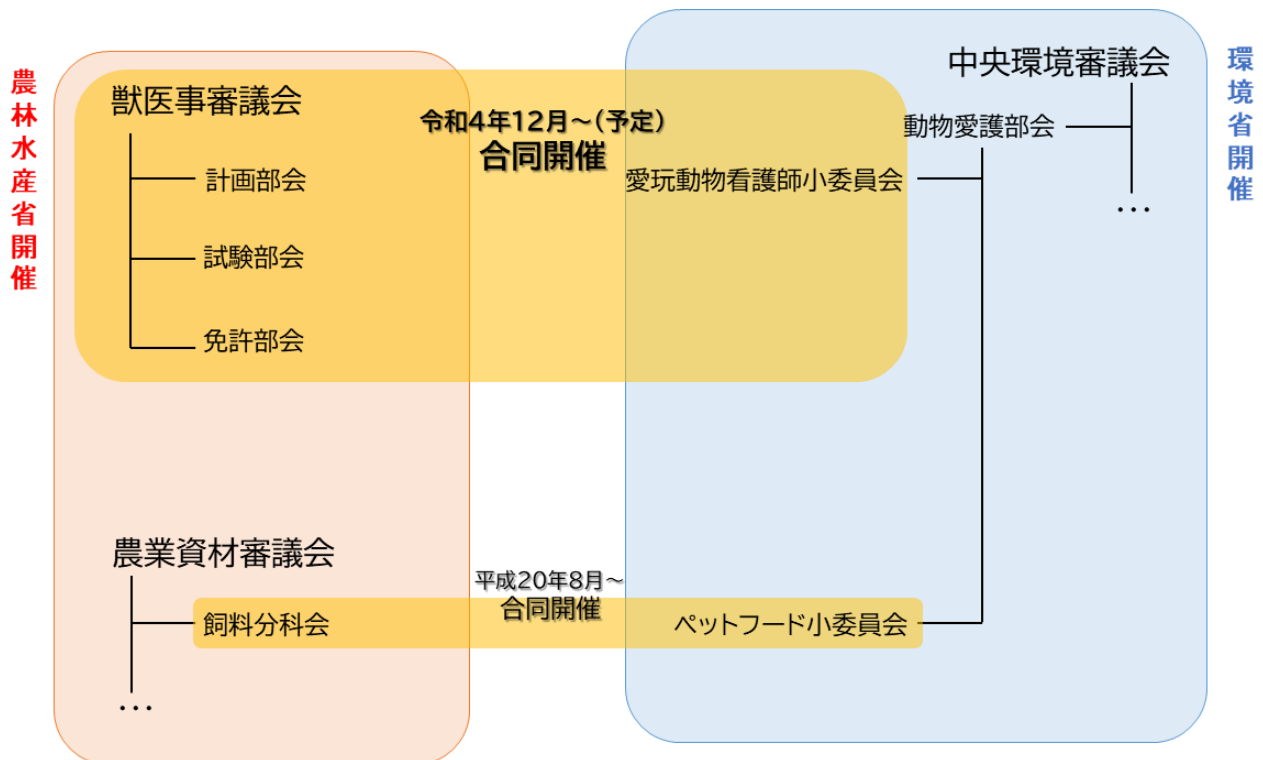 農林水産省開催
獣医事審議会
計画部会
試験部会
免許部会
令和4年12月～(予定)
合同開催
中央環境審議会
動物愛護部会
愛玩動物看護師小委員会
…
環境省開催
農業資材審議会
飼料分科会
…
平成20年8月～
合同開催
ペットフード小委員会